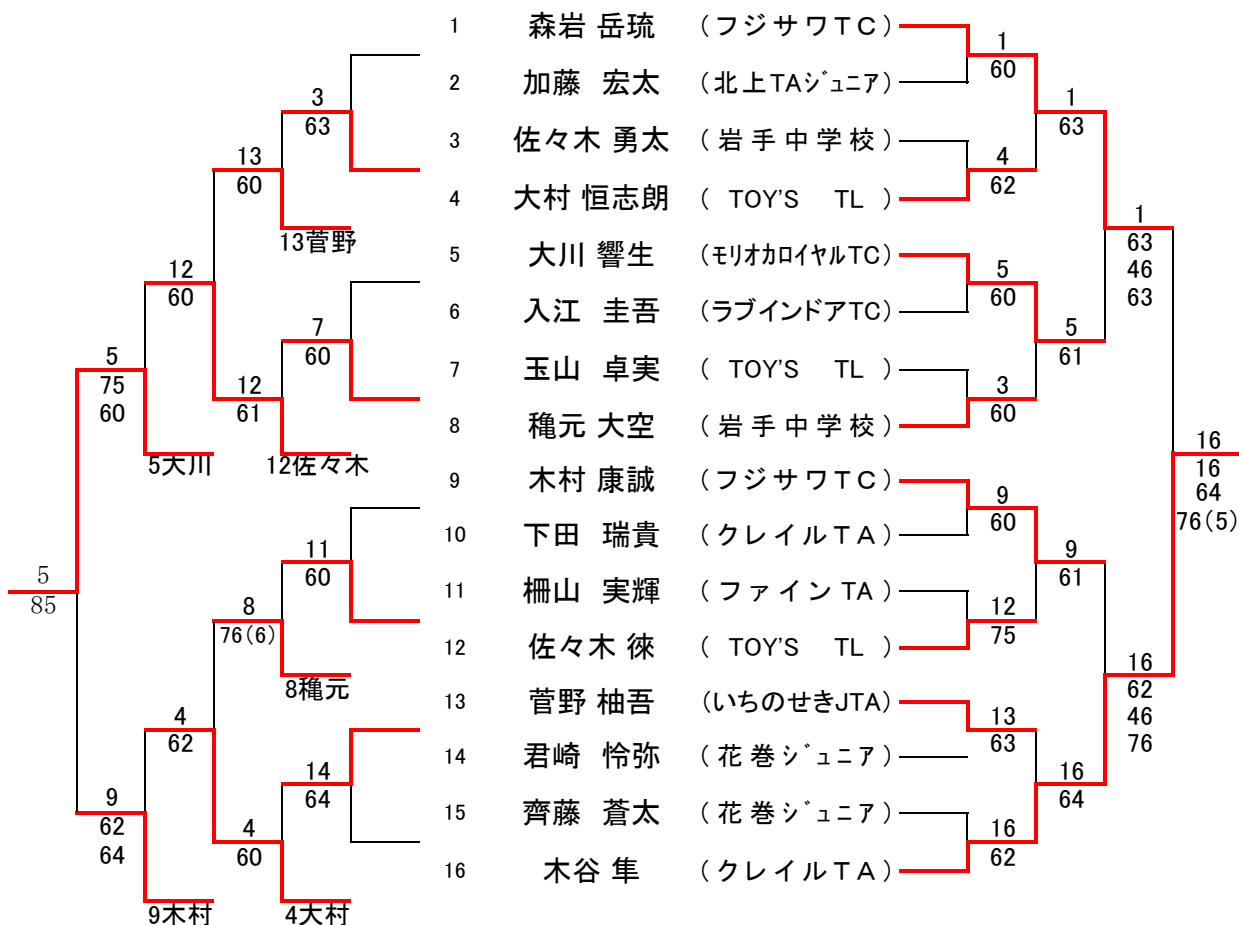 1 森岩 岳琉 (フジサワTC)
2 加藤 宏太 (北上TAジュニア)
3 佐々木 勇太 (岩手中学校)
4 大村 恒志朗 (TOY'S TL)
5 大川 響生 (モリオカロイヤルTC)
6 入江 圭吾 (ラブインドアTC)
7 玉山 卓実 (TOY'S TL)
8 穐元 大空 (岩手中学校)
9 木村 康誠 (フジサワTC)
10 下田 瑞貴 (クレイルTA)
11 柵山 実輝 (ファインTA)
12 佐々木 徠 (TOY'S TL)
13 菅野 柚吾 (いちのせきJTA)
14 君崎 怜弥 (花巻ジュニア)
15 齊藤 蒼太 (花巻ジュニア)
16 木谷 隼 (クレイルTA)
3
63
13
60
13菅野
12
60
7
60
5
75
60
12
61
5大川
12佐々木
11
60
5
85
8
76(6)
8穐元
4
62
14
64
9
62
64
4
60
9木村
4大村
1
60
1
63
4
62
1
63
46
63
5
60
5
61
3
60
16
16
64
76(5)
9
60
9
61
12
75
16
62
46
76
13
63
16
64
16
62